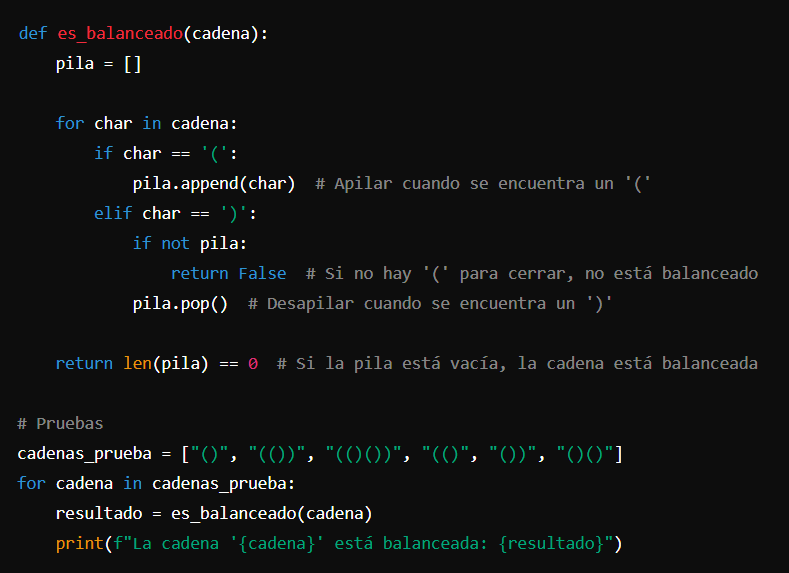 def es_balanceado(cadena):
    pila = []

    for char in cadena:
        if char == '(':
            pila.append(char)  # Apilar cuando se encuentra un '('
        elif char == ')':
            if not pila:
                return False  # Si no hay '(' para cerrar, no está balanceado
            pila.pop()  # Desapilar cuando se encuentra un ')'

    return len(pila) == 0  # Si la pila está vacía, la cadena está balanceada

# Pruebas
cadenas_prueba = ["()", "(())", "(()())", "(()", "())", "()()"]
for cadena in cadenas_prueba:
    resultado = es_balanceado(cadena)
    print(f"La cadena '{cadena}' está balanceada: {resultado}")